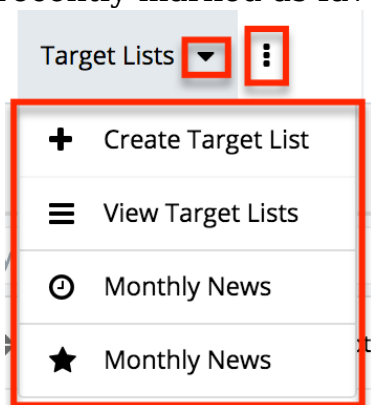 Target Lists
Create Target List
View Target Lists
Monthly News
Monthly News